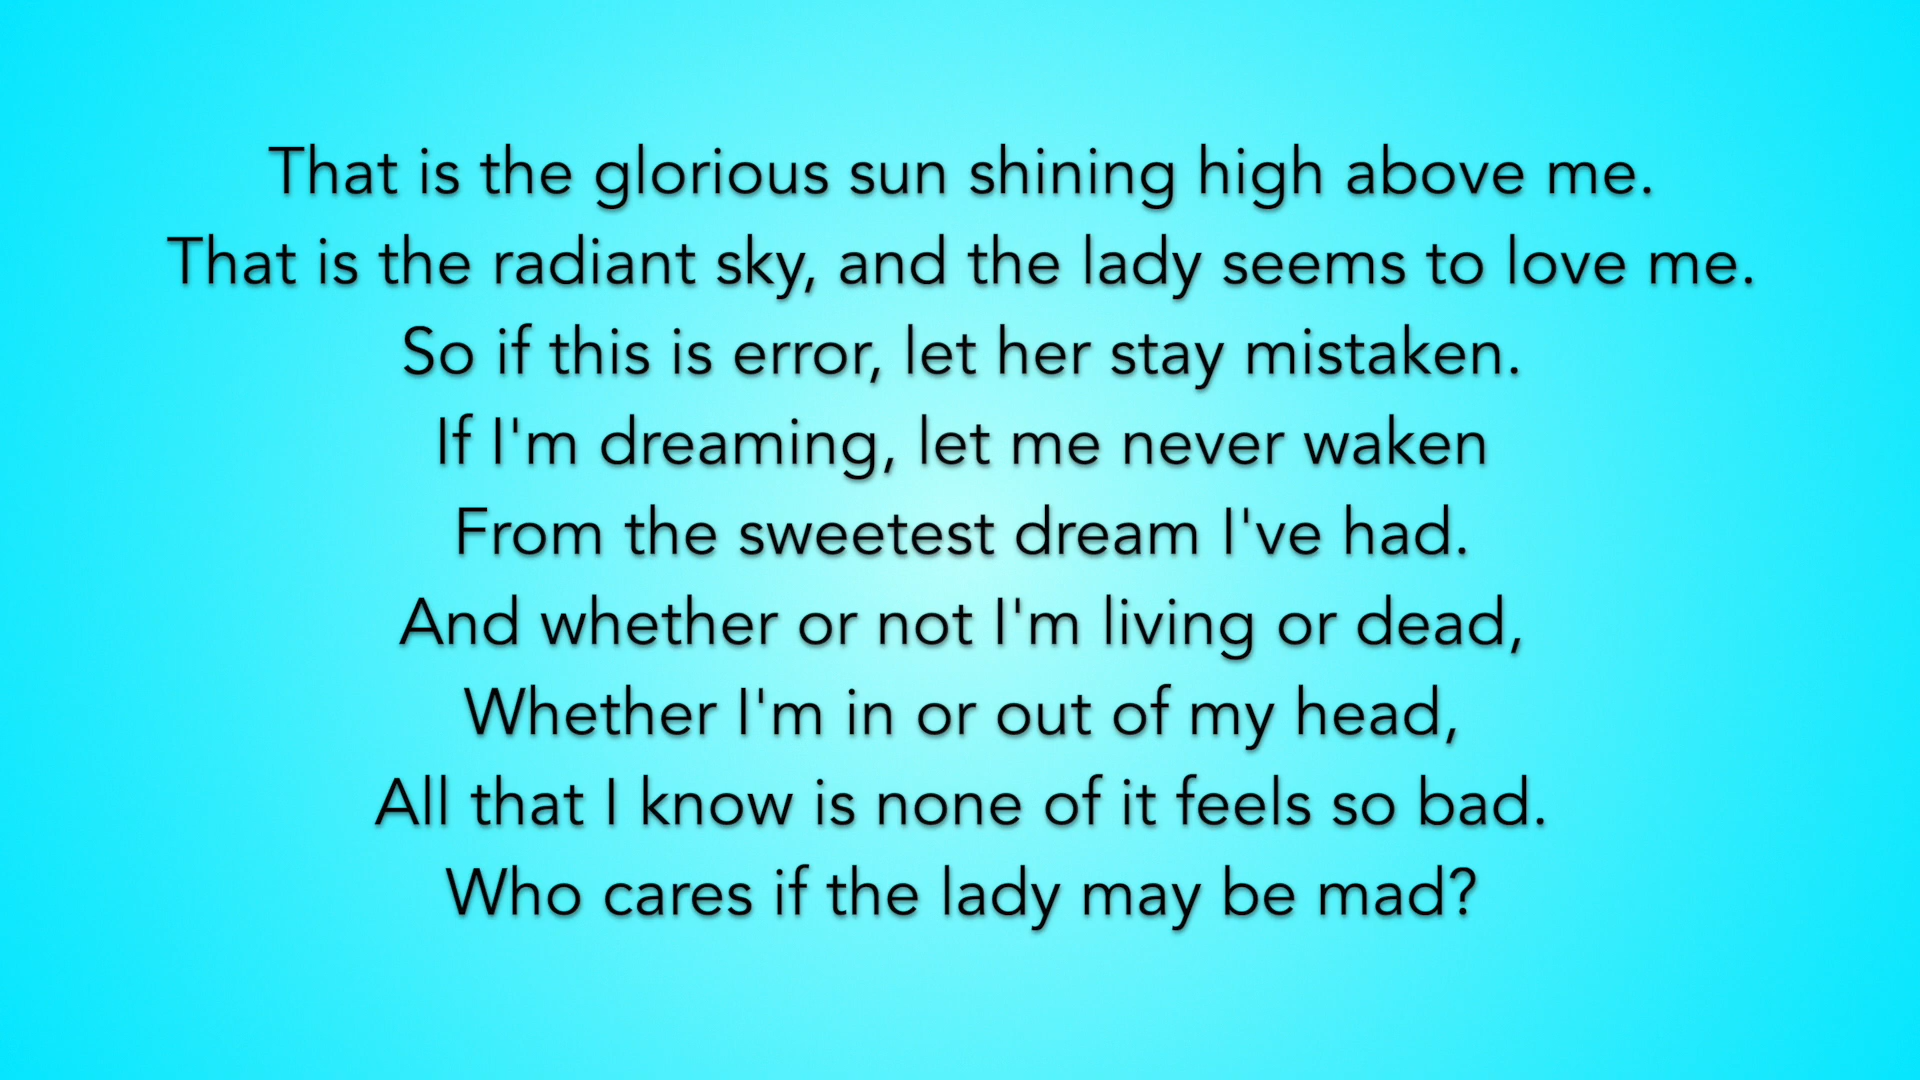 That is the glorious sun shining high above me.
That is the radiant sky, and the lady seems to love me.
So if this is error, let her stay mistaken.
If I'm dreaming, let me never waken
From the sweetest dream I've had.
And whether or not I'm living or dead,
Whether I'm in or out of my head,
All that I know is none of it feels so bad.
Who cares if the lady may be mad?